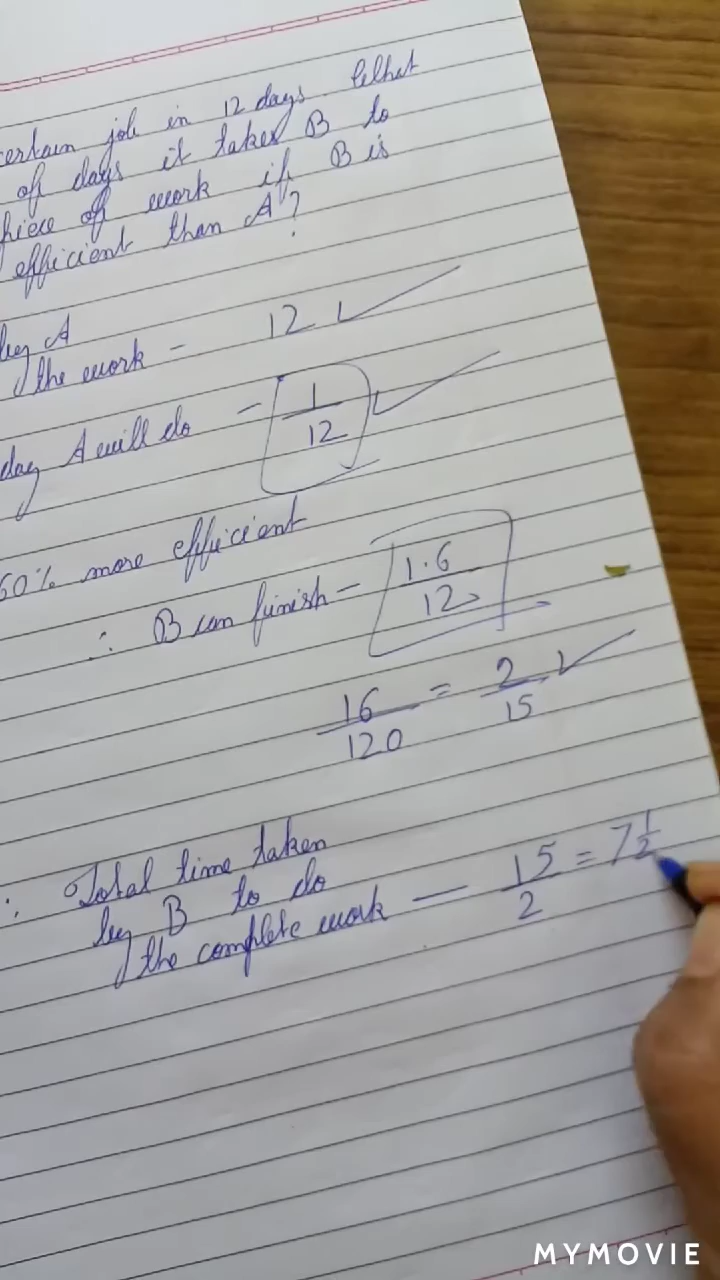 certain job in 12 days. What
of days it takes B to
piece of work if B is
efficient than A?
by A
the work - 12
day A will do - 1/12
60% more efficient
∴ B can finish - 1.6/12
16/120 = 2/15
∴ Total time taken
by B to do
the complete work - 15/2 = 7 1/2
MYMOVIE